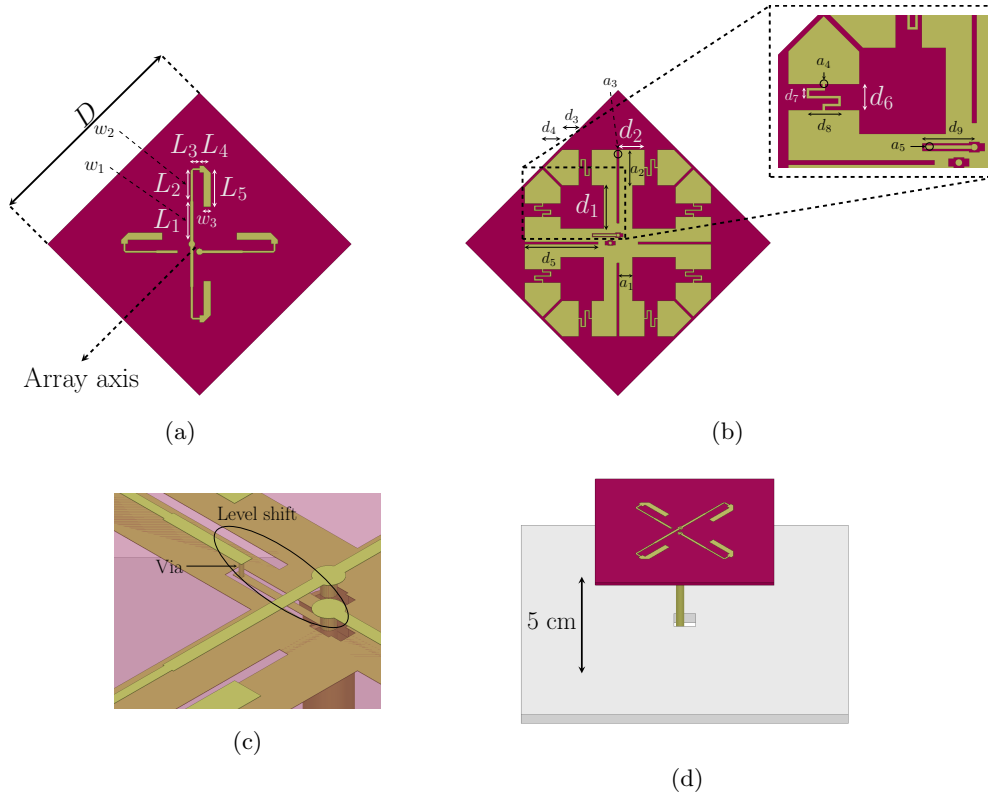 D
w₂
w₁
L₃
L₄
L₂
L₅
L₁
w₃
Array axis
(a)
a₃
d₃
d₄
d₂
a₂
d₁
d₅
a₁
a₄
d₇
d₆
d₈
d₉
a₅
(b)
Level shift
Via
(c)
5 cm
(d)